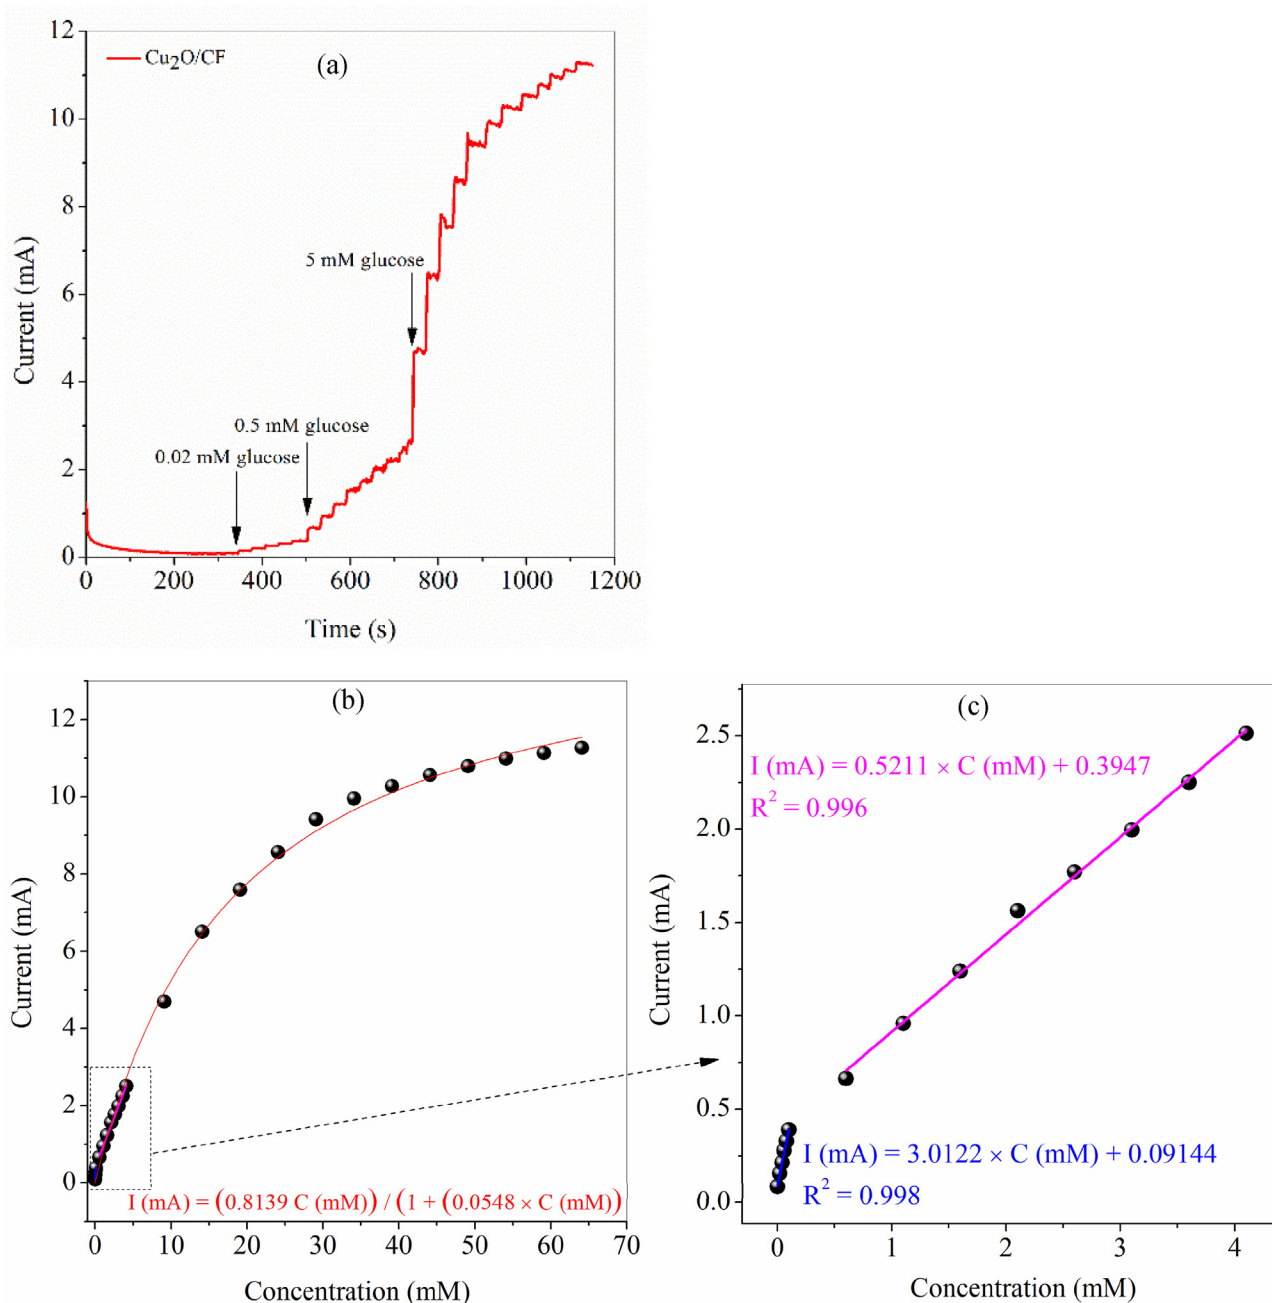 (a)
Cu₂O/CF
12
10
8
6
4
2
0
Current (mA)
5 mM glucose
0.5 mM glucose
0.02 mM glucose
0 200 400 600 800 1000 1200
Time (s)
(b)
12
10
8
6
4
2
0
Current (mA)
I (mA) = (0.8139 C (mM)) / (1 + (0.0548 × C (mM))
0 10 20 30 40 50 60 70
Concentration (mM)
(c)
2.5
2.0
1.5
1.0
0.5
0.0
Current (mA)
I (mA) = 0.5211 × C (mM) + 0.3947
R² = 0.996
I (mA) = 3.0122 × C (mM) + 0.09144
R² = 0.998
0 1 2 3 4
Concentration (mM)